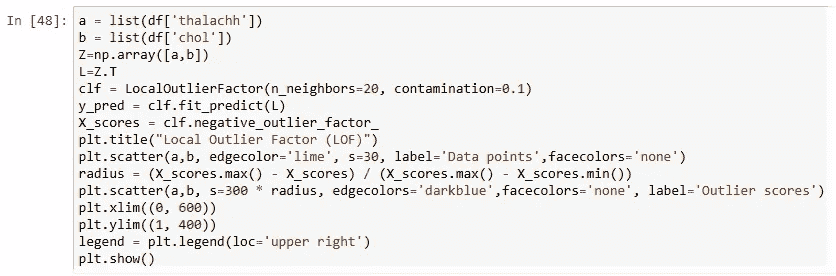 In [48]: a = list(df['thalachh'])
b = list(df['chol'])
Z=np.array([a,b])
L=Z.T
clf = LocalOutlierFactor(n_neighbors=20, contamination=0.1)
y_pred = clf.fit_predict(L)
X_scores = clf.negative_outlier_factor_
plt.title("Local Outlier Factor (LOF)")
plt.scatter(a,b, edgecolor='lime', s=30, label='Data points',facecolors='none')
radius = (X_scores.max() - X_scores) / (X_scores.max() - X_scores.min())
plt.scatter(a,b, s=300 * radius, edgecolors='darkblue',facecolors='none', label='Outlier scores')
plt.xlim((0, 600))
plt.ylim((1, 400))
legend = plt.legend(loc='upper right')
plt.show()